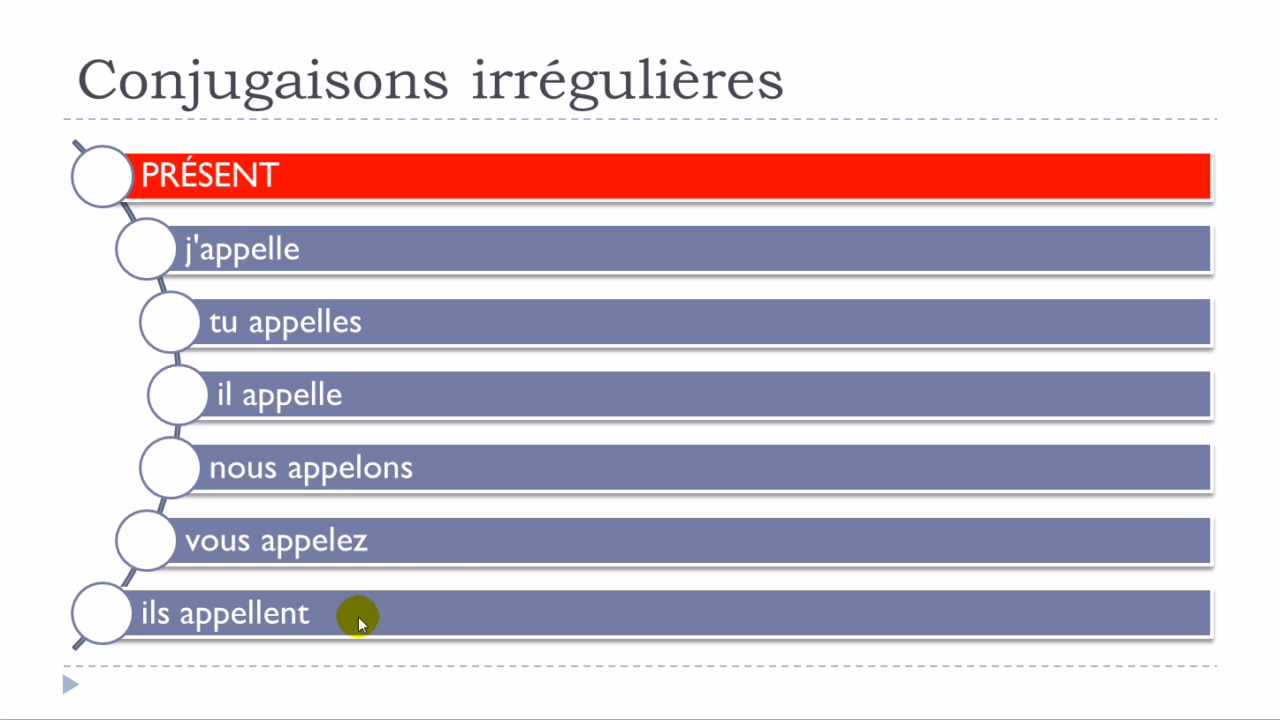 Conjugaisons irrégulières
PRÉSENT
j'appelle
tu appelles
il appelle
nous appelons
vous appelez
ils appellent